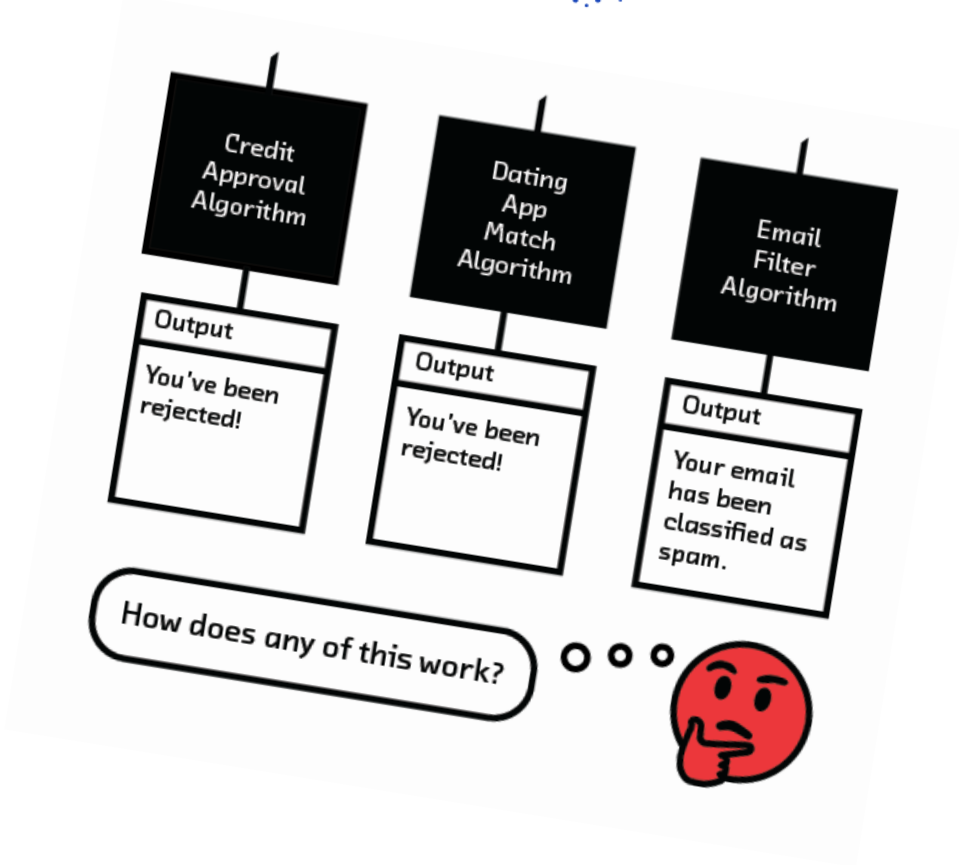 Credit
Approval
Algorithm
Output
You've been
rejected!
Dating
App
Match
Algorithm
Output
You've been
rejected!
Email
Filter
Algorithm
Output
Your email
has been
classified as
spam.
How does any of this work?